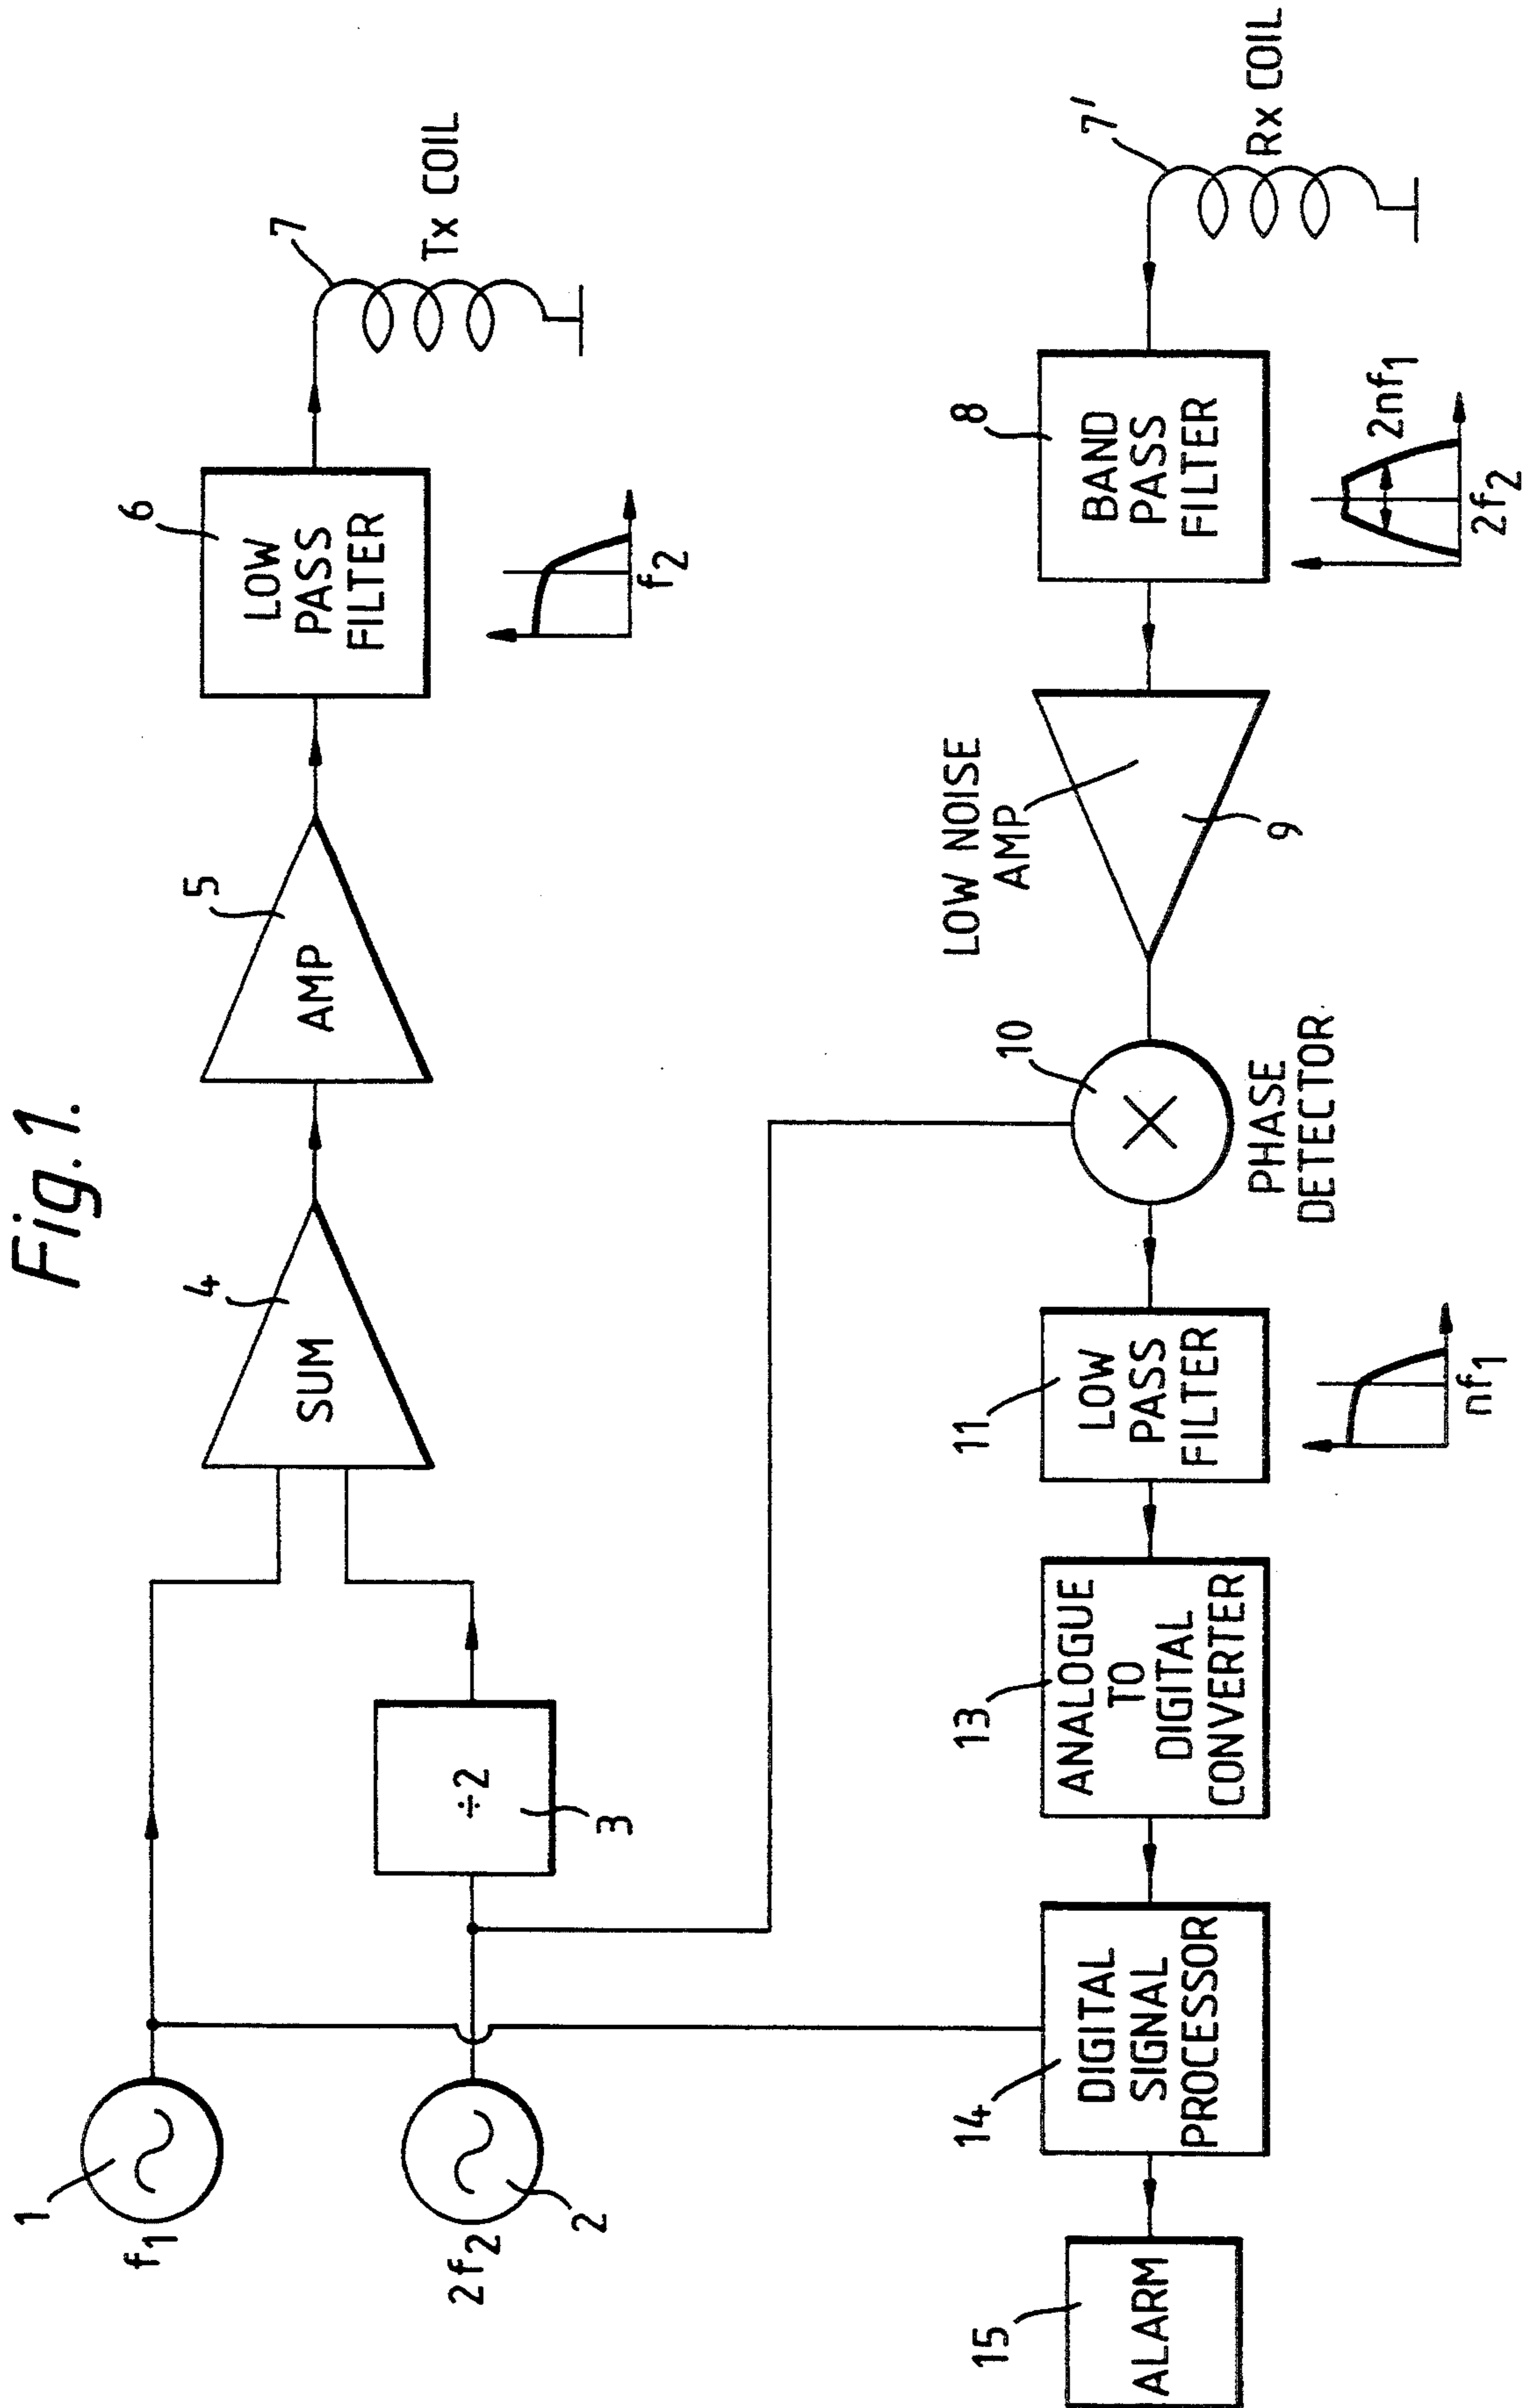 Fig. 1.
1
f1
2f2
2
÷2
3
SUM
4
AMP
5
LOW
PASS
FILTER
6
f2
7
Tx COIL
7'
Rx COIL
BAND
PASS
FILTER
8
2nf1
2f2
LOW NOISE
AMP
9
10
PHASE
DETECTOR
LOW
PASS
FILTER
11
nf1
ANALOGUE
TO
DIGITAL
CONVERTER
13
DIGITAL
SIGNAL
PROCESSOR
14
ALARM
15